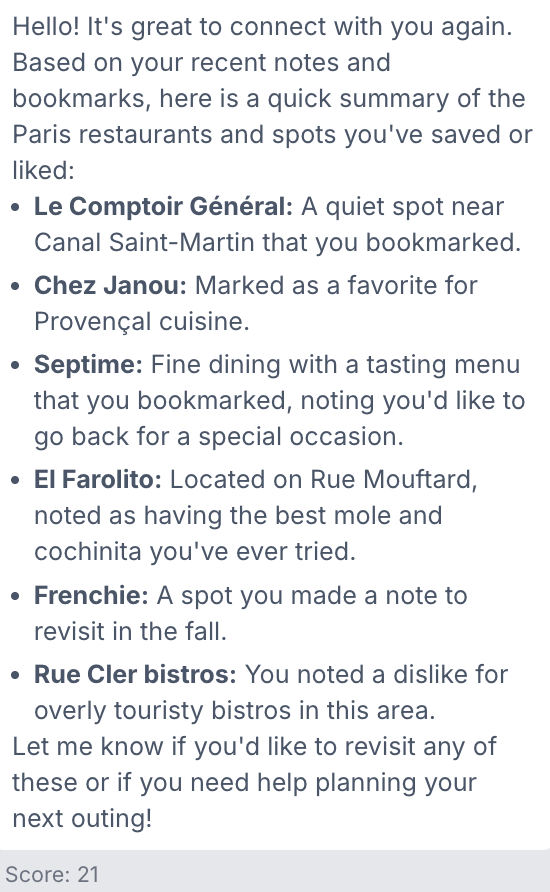 Hello! It's great to connect with you again.
Based on your recent notes and
bookmarks, here is a quick summary of the
Paris restaurants and spots you've saved or
liked:
• Le Comptoir Général: A quiet spot near
Canal Saint-Martin that you bookmarked.
• Chez Janou: Marked as a favorite for
Provençal cuisine.
• Septime: Fine dining with a tasting menu
that you bookmarked, noting you'd like to
go back for a special occasion.
• El Farolito: Located on Rue Mouftard,
noted as having the best mole and
cochinita you've ever tried.
• Frenchie: A spot you made a note to
revisit in the fall.
• Rue Cler bistros: You noted a dislike for
overly touristy bistros in this area.
Let me know if you'd like to revisit any of
these or if you need help planning your
next outing!
Score: 21